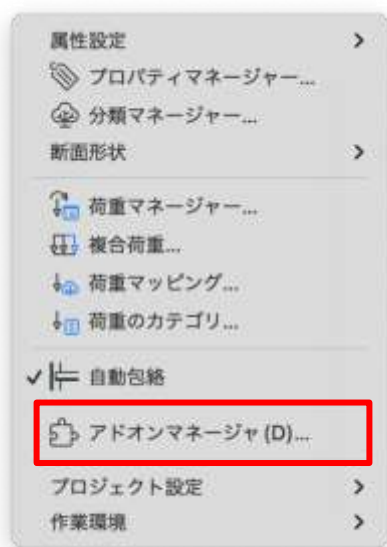 属性設定
プロパティマネージャー...
分類マネージャー...
断面形状
荷重マネージャー...
複合荷重...
荷重マッピング...
荷重のカテゴリ...
自動包絡
アドオンマネージャ (D)...
プロジェクト設定
作業環境